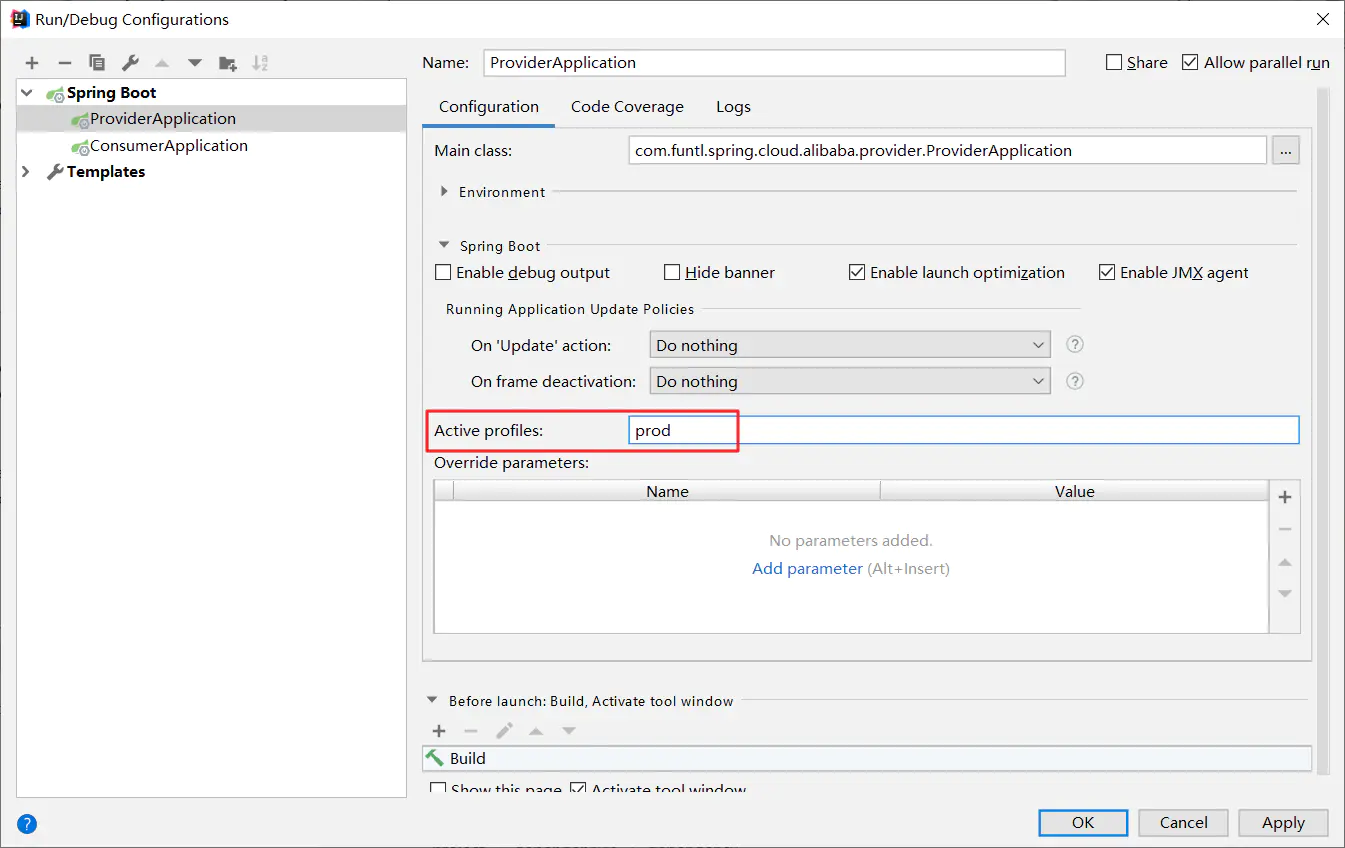 Run/Debug Configurations
Name: ProviderApplication Share Allow parallel run
Spring Boot
ProviderApplication
ConsumerApplication
Templates
Configuration Code Coverage Logs
Main class: com.funtl.spring.cloud.alibaba.provider.ProviderApplication ...
Environment
Spring Boot
Enable debug output Hide banner Enable launch optimization Enable JMX agent
Running Application Update Policies
On 'Update' action: Do nothing ?
On frame deactivation: Do nothing ?
Active profiles: prod
Override parameters:
Name Value
No parameters added.
Add parameter (Alt+Insert)
Before launch: Build, Activate tool window
Build
Show this page Activate tool window
? OK Cancel Apply